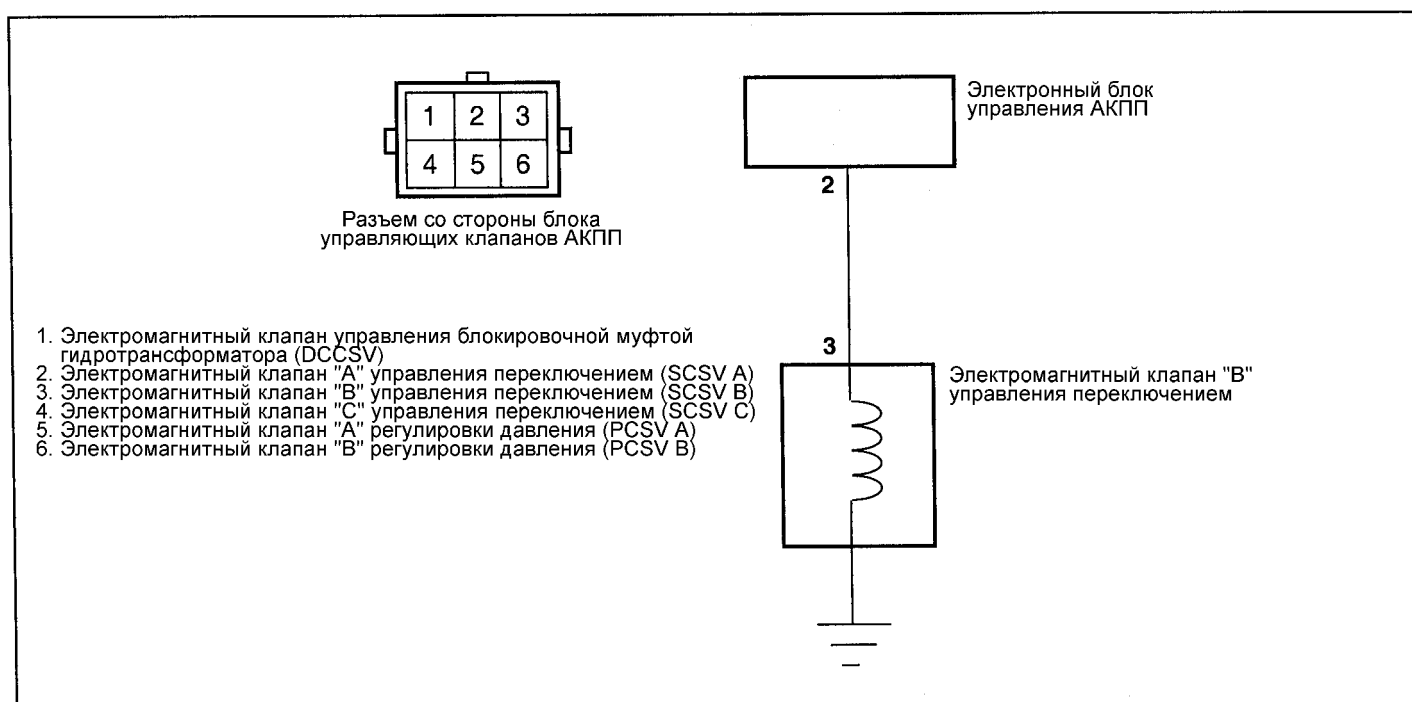 1 2 3
4 5 6
Разъем со стороны блока
управляющих клапанов АКПП
Электронный блок
управления АКПП
2
3
Электромагнитный клапан "B"
управления переключением
1. Электромагнитный клапан управления блокировочной муфтой
гидротрансформатора (DCCSV)
2. Электромагнитный клапан "A" управления переключением (SCSV A)
3. Электромагнитный клапан "B" управления переключением (SCSV B)
4. Электромагнитный клапан "C" управления переключением (SCSV C)
5. Электромагнитный клапан "A" регулировки давления (PCSV A)
6. Электромагнитный клапан "B" регулировки давления (PCSV B)